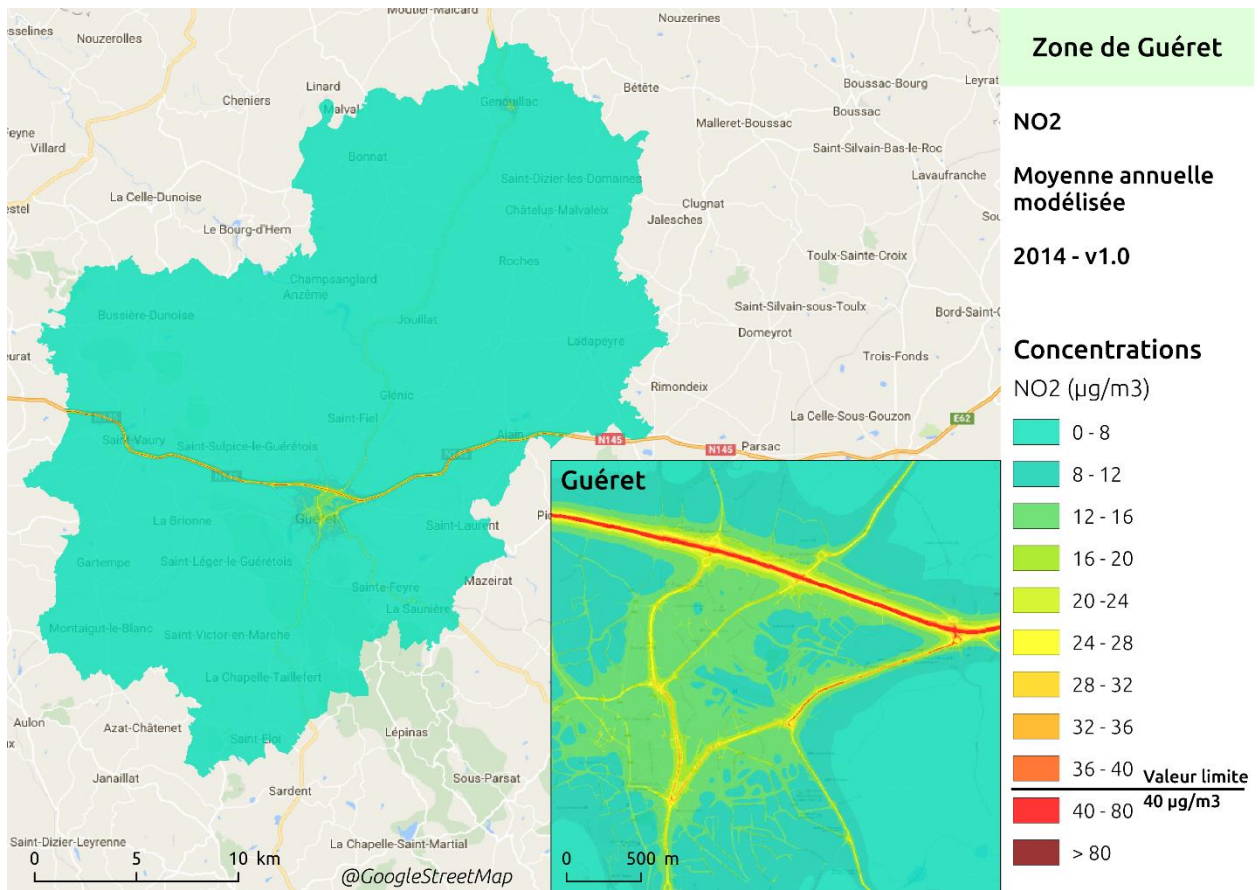 Moutier-Malcard
Nouzerines
Nouzerolles
Linard
Malval
Cheniers
Genouillac
Bétête
Boussac-Bourg
Leyrat
Boussac
Malleret-Boussac
Villard
Bonnat
Saint-Silvain-Bas-le-Roc
Lavaufranche
La Celle-Dunoise
Saint-Dizier-les-Domaines
Châtelus-Malvaleix
Clugnat
Jalesches
Le Bourg-d'Hem
Toulx-Sainte-Croix
Roches
Champsanglard
Anzême
Bussière-Dunoise
Jouillat
Saint-Silvain-sous-Toulx
Domeyrot
Ladapeyre
Trois-Fonds
Rimondeix
Glénic
Saint-Fiel
La Celle-Sous-Gouzon
E62
Saint-Vaury
Saint-Sulpice-le-Guérétois
Ajain
N145
N145
Parsac
N145
N145
N145
Guéret
La Brionne
Saint-Laurent
Gartempe
Saint-Léger-le-Guérétois
Mazeirat
Sainte-Feyre
La Saunière
Montaigut-le-Blanc
Saint-Victor-en-Marche
La Chapelle-Taillefert
Aulon
Azat-Châtenet
Lépinas
Saint-Eloi
Janaillat
Sous-Parsat
Sardent
Saint-Dizier-Leyrenne
La Chapelle-Saint-Martial
0 5 10 km
@GoogleStreetMap
Guéret
0 500 m
Zone de Guéret
NO2
Moyenne annuelle
modélisée
2014 - v1.0
Concentrations
NO2 (µg/m3)
0 - 8
8 - 12
12 - 16
16 - 20
20 -24
24 - 28
28 - 32
32 - 36
36 - 40
Valeur limite
40 µg/m3
40 - 80
> 80